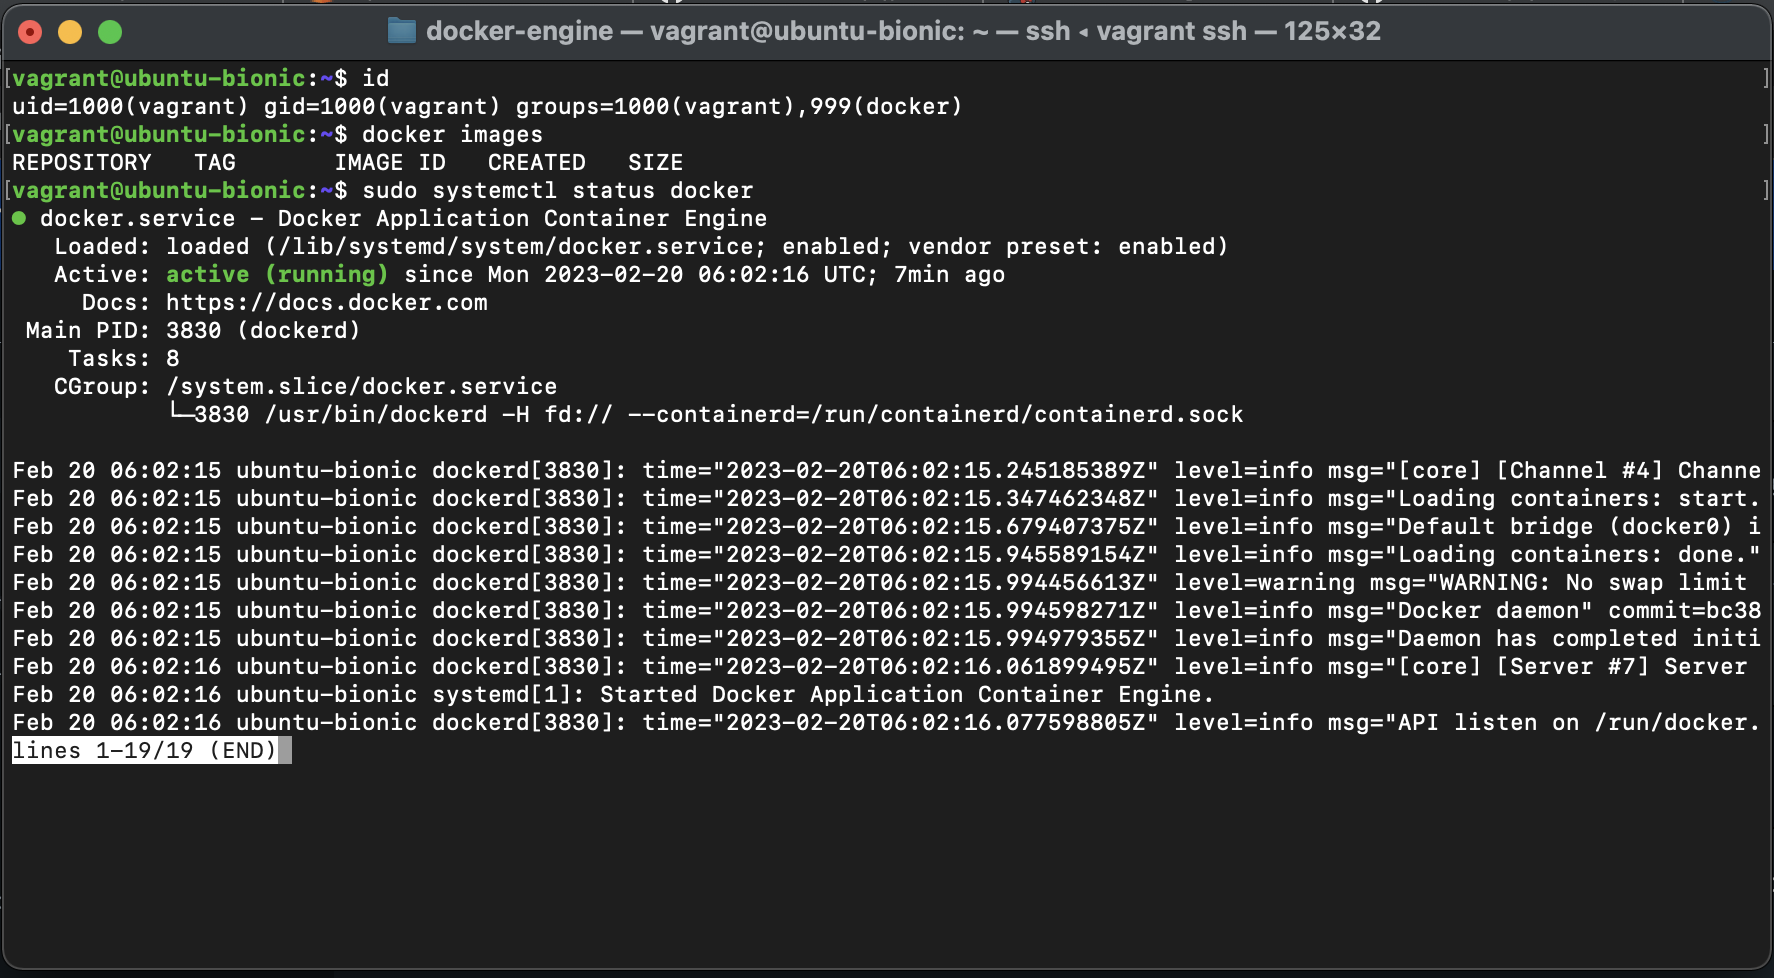 docker-engine — vagrant@ubuntu-bionic: ~ — ssh ◂ vagrant ssh — 125×32
[vagrant@ubuntu-bionic:~$ id ]
uid=1000(vagrant) gid=1000(vagrant) groups=1000(vagrant),999(docker)
[vagrant@ubuntu-bionic:~$ docker images ]
REPOSITORY   TAG       IMAGE ID   CREATED   SIZE
[vagrant@ubuntu-bionic:~$ sudo systemctl status docker ]
● docker.service - Docker Application Container Engine
   Loaded: loaded (/lib/systemd/system/docker.service; enabled; vendor preset: enabled)
   Active: active (running) since Mon 2023-02-20 06:02:16 UTC; 7min ago
     Docs: https://docs.docker.com
 Main PID: 3830 (dockerd)
    Tasks: 8
   CGroup: /system.slice/docker.service
           └─3830 /usr/bin/dockerd -H fd:// --containerd=/run/containerd/containerd.sock
Feb 20 06:02:15 ubuntu-bionic dockerd[3830]: time="2023-02-20T06:02:15.245185389Z" level=info msg="[core] [Channel #4] Channe
Feb 20 06:02:15 ubuntu-bionic dockerd[3830]: time="2023-02-20T06:02:15.347462348Z" level=info msg="Loading containers: start.
Feb 20 06:02:15 ubuntu-bionic dockerd[3830]: time="2023-02-20T06:02:15.679407375Z" level=info msg="Default bridge (docker0) i
Feb 20 06:02:15 ubuntu-bionic dockerd[3830]: time="2023-02-20T06:02:15.945589154Z" level=info msg="Loading containers: done."
Feb 20 06:02:15 ubuntu-bionic dockerd[3830]: time="2023-02-20T06:02:15.994456613Z" level=warning msg="WARNING: No swap limit
Feb 20 06:02:15 ubuntu-bionic dockerd[3830]: time="2023-02-20T06:02:15.994598271Z" level=info msg="Docker daemon" commit=bc38
Feb 20 06:02:15 ubuntu-bionic dockerd[3830]: time="2023-02-20T06:02:15.994979355Z" level=info msg="Daemon has completed initi
Feb 20 06:02:16 ubuntu-bionic dockerd[3830]: time="2023-02-20T06:02:16.061899495Z" level=info msg="[core] [Server #7] Server
Feb 20 06:02:16 ubuntu-bionic systemd[1]: Started Docker Application Container Engine.
Feb 20 06:02:16 ubuntu-bionic dockerd[3830]: time="2023-02-20T06:02:16.077598805Z" level=info msg="API listen on /run/docker.
lines 1-19/19 (END)